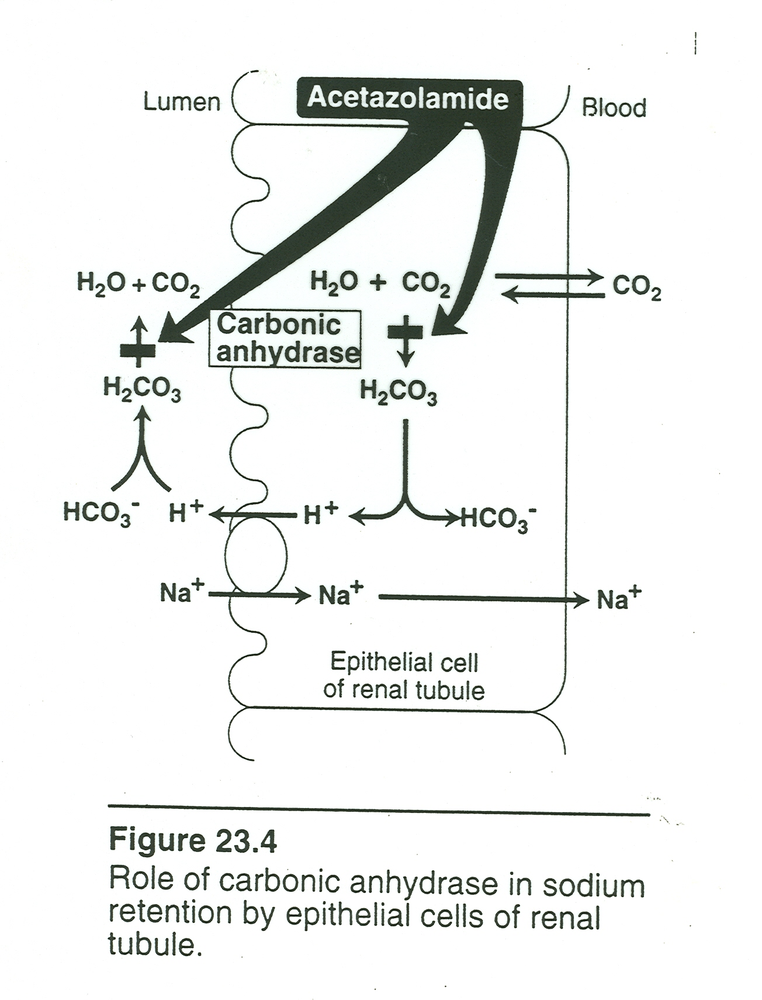 Acetazolamide
Lumen
Blood
H₂O + CO₂
H₂O + CO₂
CO₂
Carbonic
anhydrase
H₂CO₃
H₂CO₃
HCO₃⁻ H⁺
H⁺
HCO₃⁻
Na⁺
Na⁺
Na⁺
Epithelial cell
of renal tubule
Figure 23.4
Role of carbonic anhydrase in sodium
retention by epithelial cells of renal
tubule.